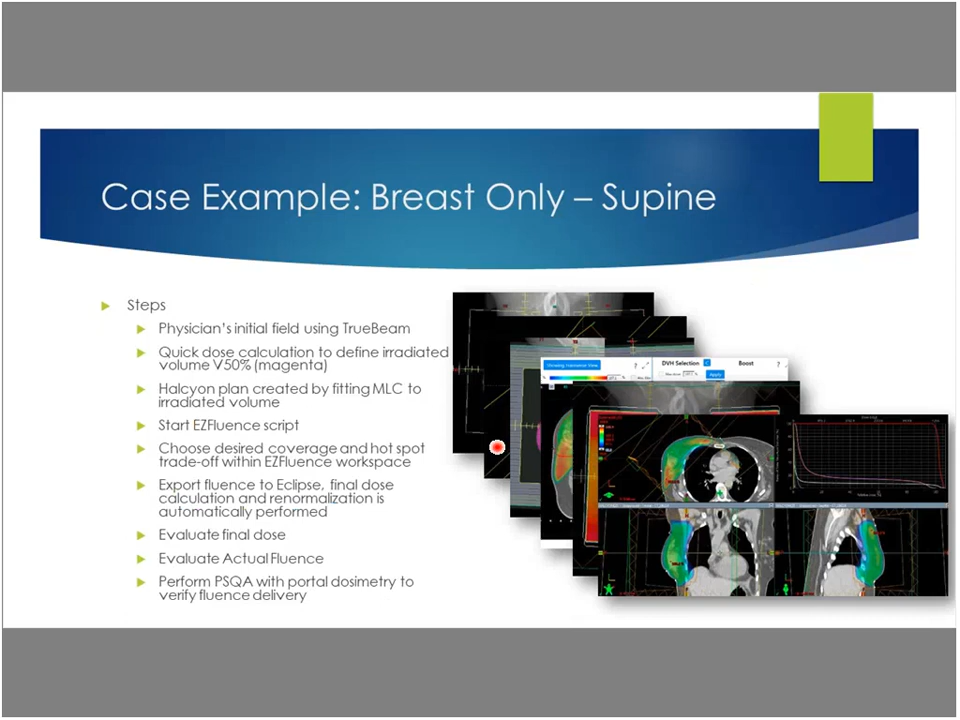 Case Example: Breast Only – Supine
Steps
Physician's initial field using TrueBeam
Quick dose calculation to define irradiated
volume V50% (magenta)
Halcyon plan created by fitting MLC to
irradiated volume
Start EZFluence script
Choose desired coverage and hot spot
trade-off within EZFluence workspace
Export fluence to Eclipse, final dose
calculation and renormalization is
automatically performed
Evaluate final dose
Evaluate Actual Fluence
Perform PSQA with portal dosimetry to
verify fluence delivery
DVH Selection
Boost
?
?
Apply